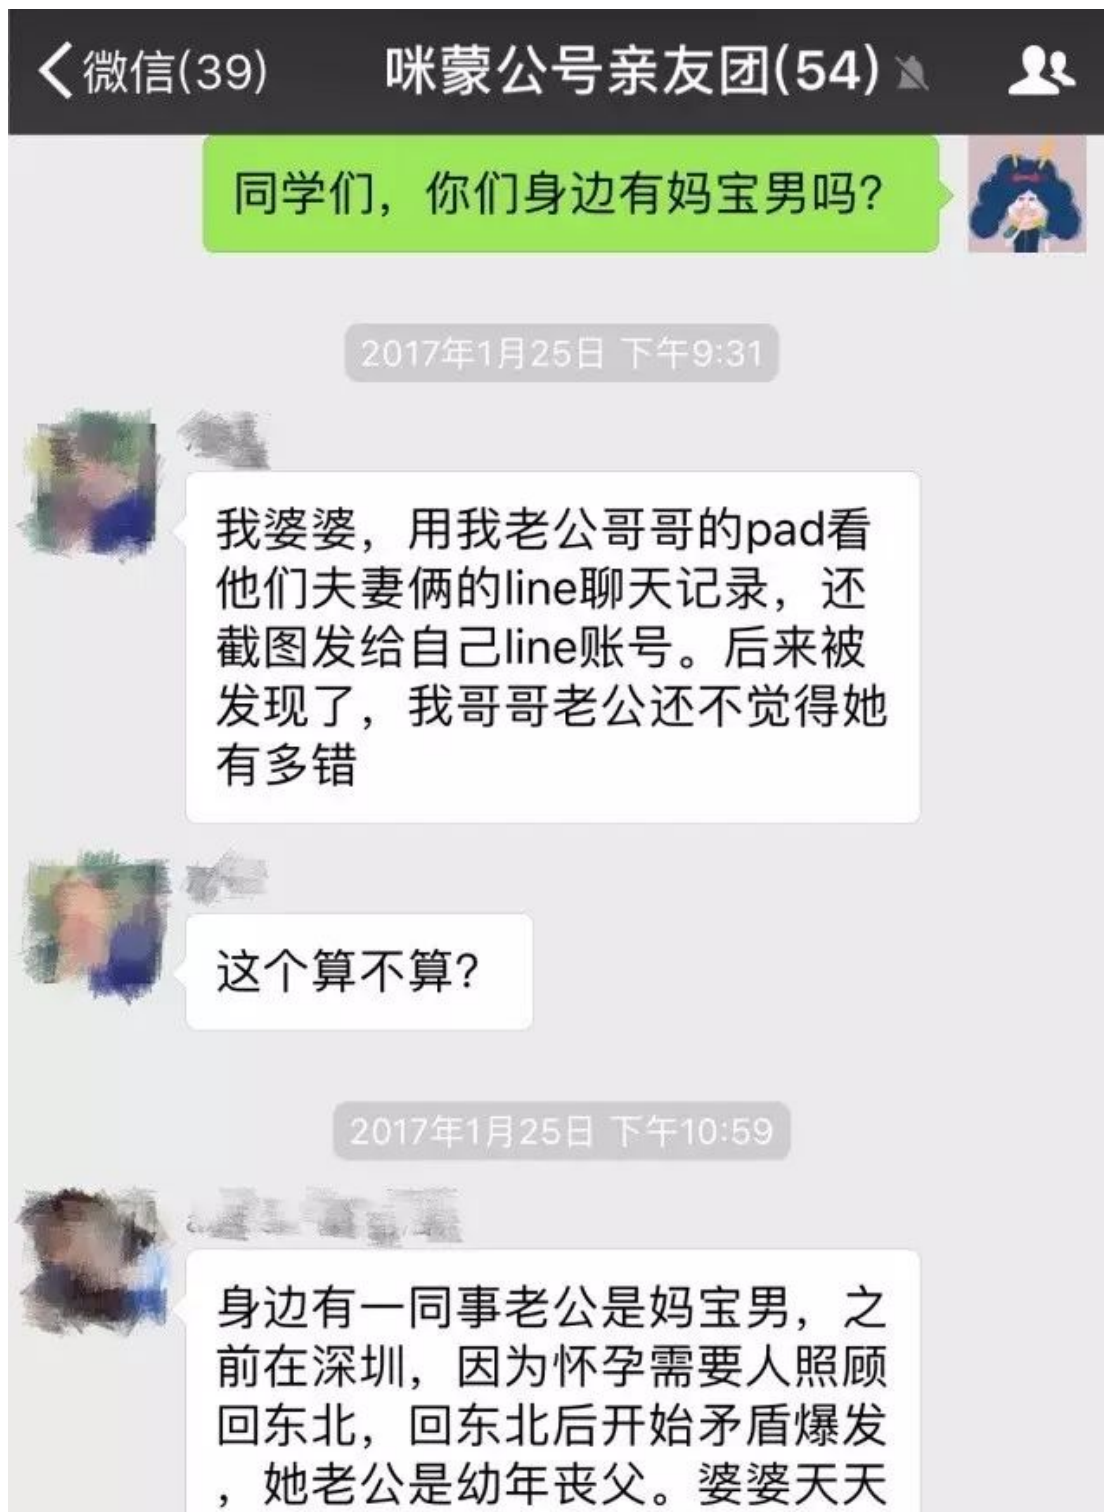 微信(39)
咪蒙公号亲友团(54)
同学们，你们身边有妈宝男吗？
2017年1月25日 下午9:31
我婆婆，用我老公哥哥的pad看
他们夫妻俩的line聊天记录，还
截图发给自己line账号。后来被
发现了，我哥哥老公还不觉得她
有多错
这个算不算？
2017年1月25日 下午10:59
身边有一同事老公是妈宝男，之
前在深圳，因为怀孕需要人照顾
回东北，回东北后开始矛盾爆发
，她老公是幼年丧父。婆婆天天